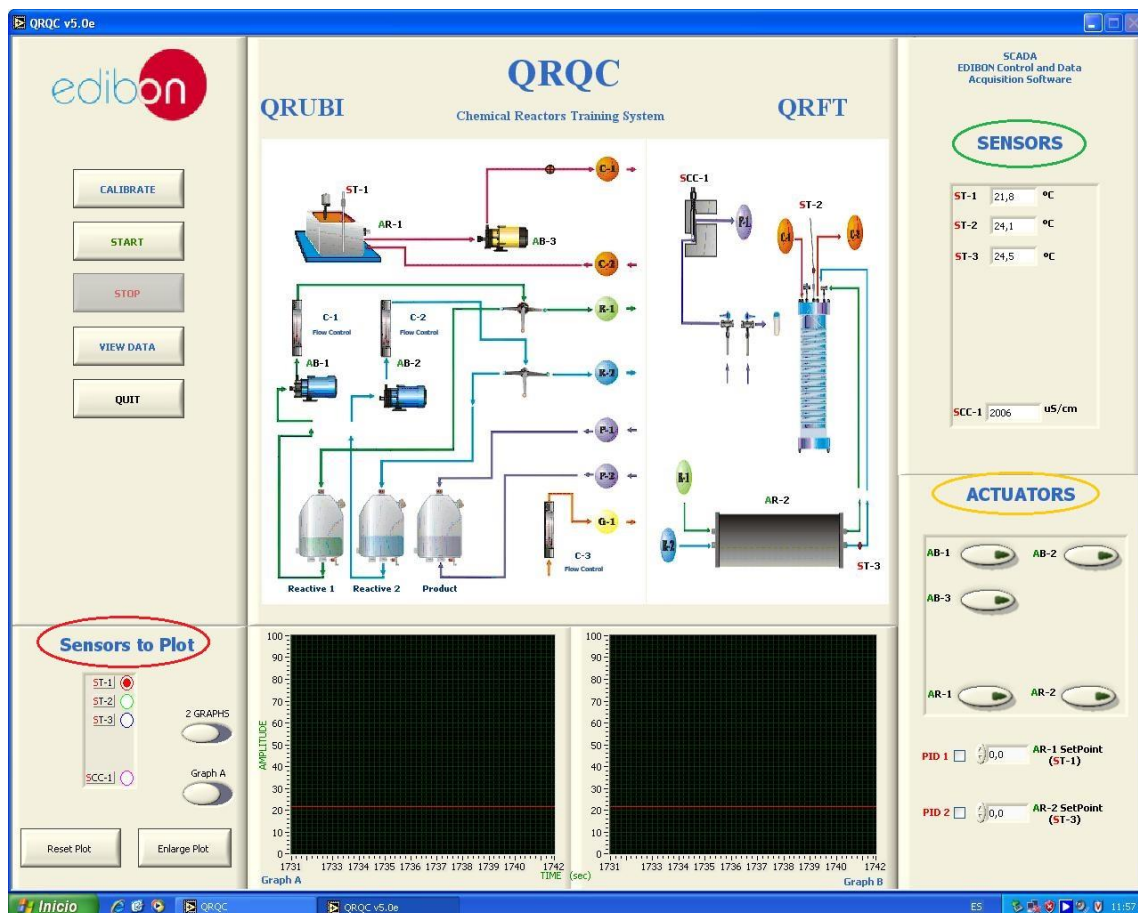 QRQC v5.0e
edibon
CALIBRATE
START
STOP
VIEW DATA
QUIT
QRQC
QRUBI
Chemical Reactors Training System
QRFT
ST-1
AR-1
AB-3
C-1
C-2
C-1
Flow Control
C-2
Flow Control
AB-1
AB-2
R-1
R-2
P-1
P-2
G-1
C-3
Flow Control
Reactive 1
Reactive 2
Product
SCC-1
P-1
ST-2
C-1
R-1
AR-2
ST-3
SCADA
EDIBON Control and Data
Acquisition Software
SENSORS
ST-1 21,8 ºC
ST-2 24,1 ºC
ST-3 24,5 ºC
SCC-1 2006 uS/cm
ACTUATORS
AB-1 AB-2
AB-3
AR-1 AR-2
PID 1 0,0 AR-1 SetPoint
(ST-1)
PID 2 0,0 AR-2 SetPoint
(ST-3)
Sensors to Plot
ST-1
ST-2
ST-3
SCC-1
2 GRAPHS
Graph A
Reset Plot
Enlarge Plot
AMPLITUDE
100
90
80
70
60
50
40
30
20
10
0
1731 1733 1734 1735 1736 1737 1738 1739 1740 1742
Graph A
TIME (sec)
100
90
80
70
60
50
40
30
20
10
0
1731 1733 1734 1735 1736 1737 1738 1739 1740 1742
Graph B
Inicio
QRQC
QRQC v5.0e
ES
11:57